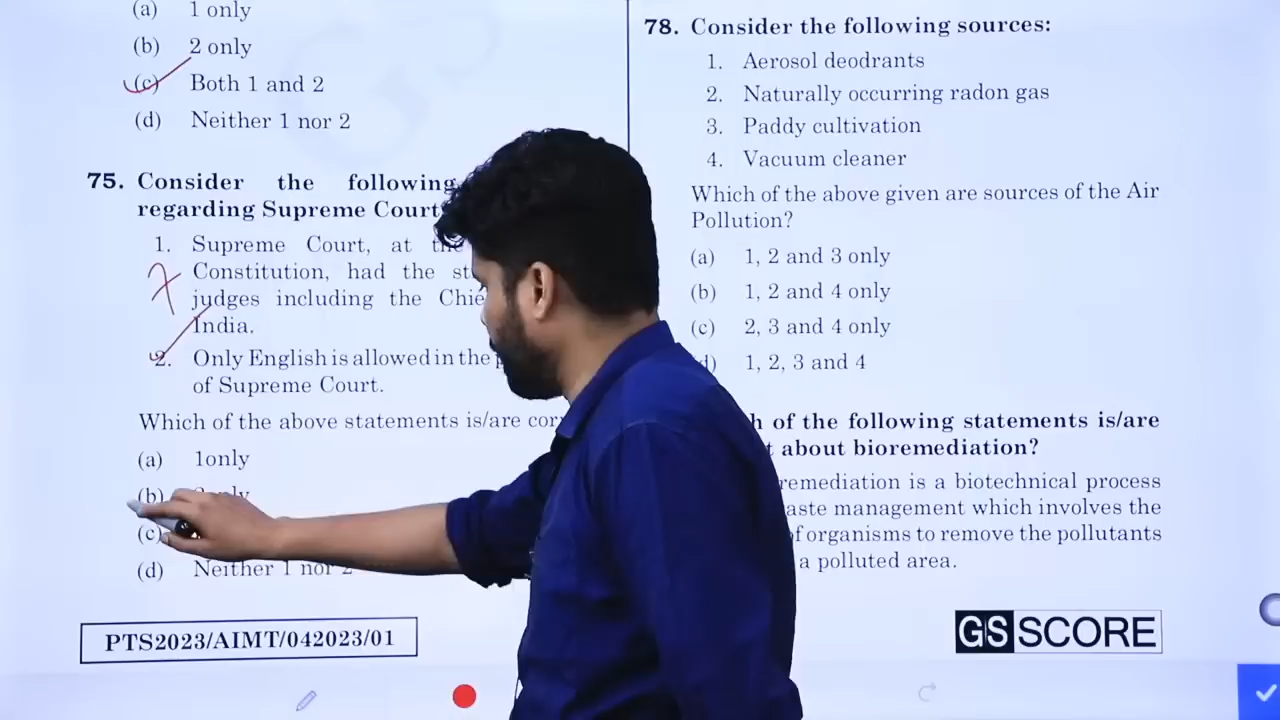 (a) 1 only
(b) 2 only
(c) Both 1 and 2
(d) Neither 1 nor 2
75. Consider the following
regarding Supreme Court
1. Supreme Court, at the
Constitution, had the
judges including the
India.
2. Only English is allowed in the
of Supreme Court.
Which of the above statements is/are
(a) 1only
(b)
(c)
(d) Neither 1 nor 2
PTS2023/AIMT/042023/01
78. Consider the following sources:
1. Aerosol deodrants
2. Naturally occurring radon gas
3. Paddy cultivation
4. Vacuum cleaner
Which of the above given are sources of the Air
Pollution?
(a) 1, 2 and 3 only
(b) 1, 2 and 4 only
(c) 2, 3 and 4 only
1, 2, 3 and 4
of the following statements is/are
about bioremediation?
is a biotechnical process
management which involves the
organisms to remove the pollutants
a polluted area.
GS SCORE